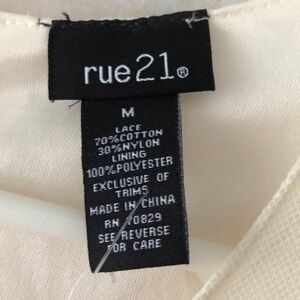 rue21®
M
LACE
70%COTTON
30%NYLON
LINING
100%POLYESTER
EXCLUSIVE OF
TRIMS
MADE IN CHINA
RN 70829
SEE REVERSE
FOR CARE